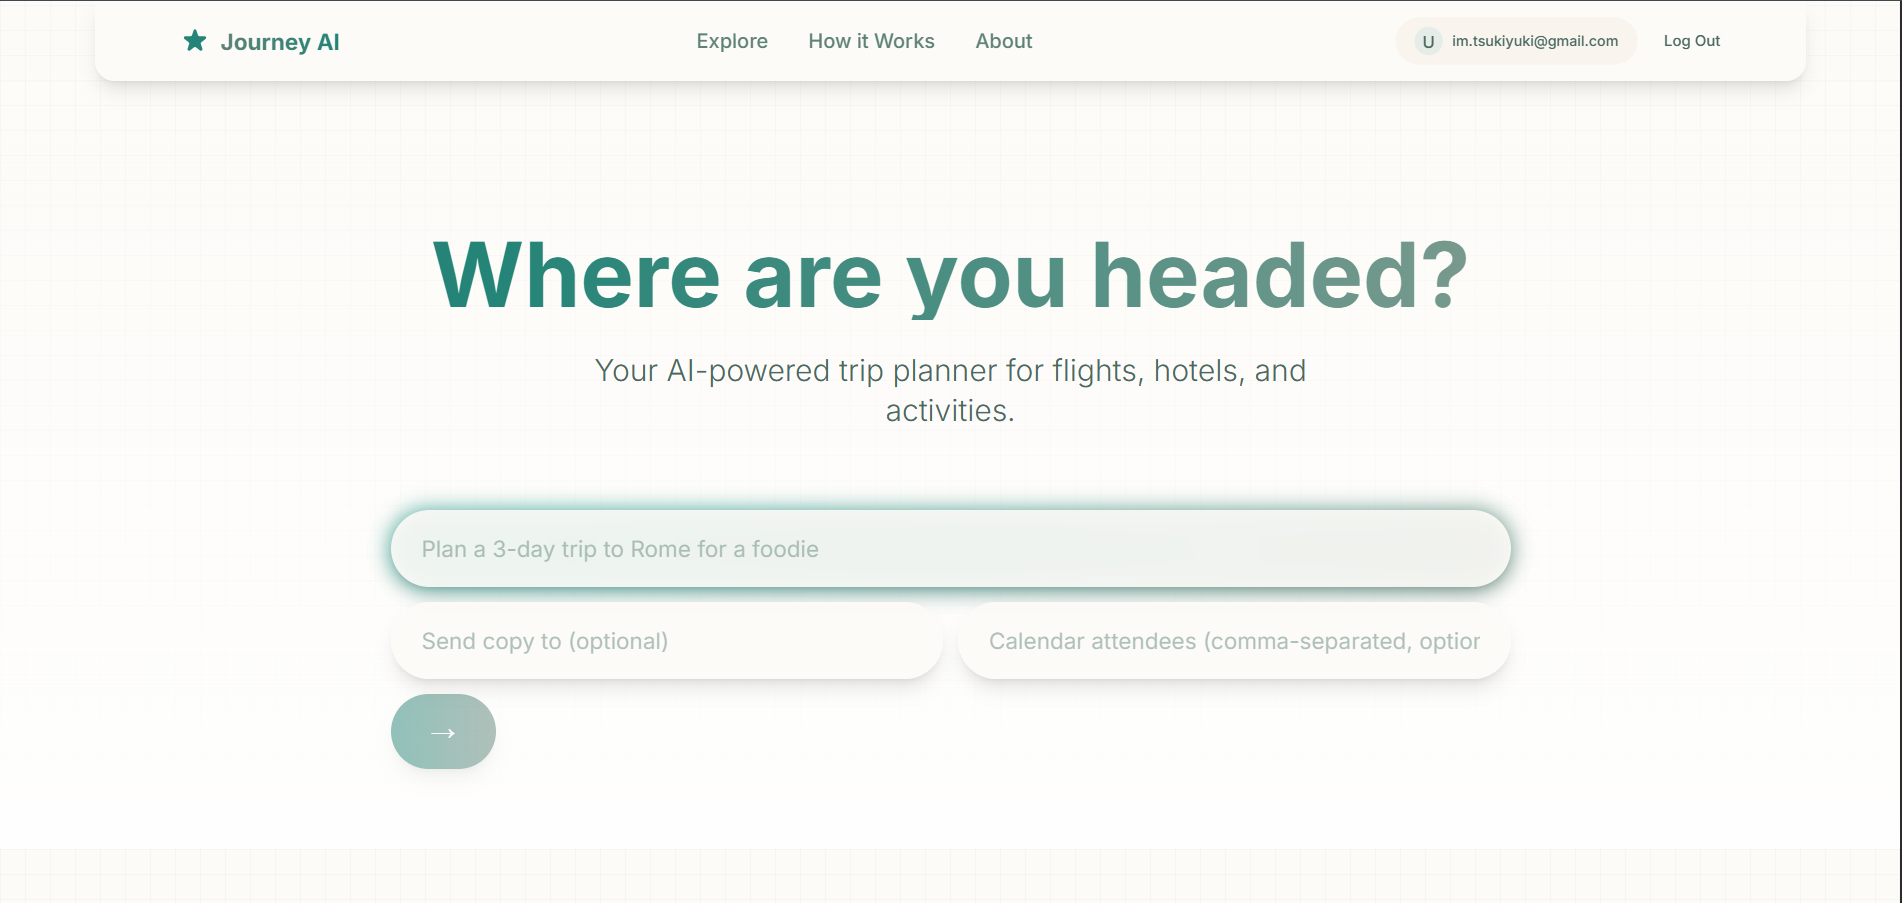 Journey AI
Explore
How it Works
About
U
im.tsukiyuki@gmail.com
Log Out
Where are you headed?
Your AI-powered trip planner for flights, hotels, and
activities.
Plan a 3-day trip to Rome for a foodie
Send copy to (optional)
Calendar attendees (comma-separated, option
→